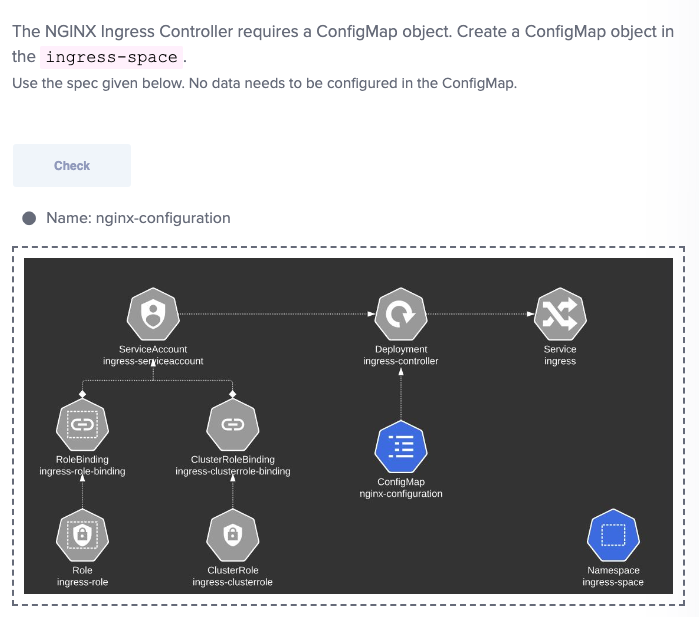 The NGINX Ingress Controller requires a ConfigMap object. Create a ConfigMap object in
the ingress-space .
Use the spec given below. No data needs to be configured in the ConfigMap.
Check
Name: nginx-configuration
ServiceAccount
ingress-serviceaccount
Deployment
ingress-controller
Service
ingress
RoleBinding
ingress-role-binding
ClusterRoleBinding
ingress-clusterrole-binding
ConfigMap
nginx-configuration
Role
ingress-role
ClusterRole
ingress-clusterrole
Namespace
ingress-space